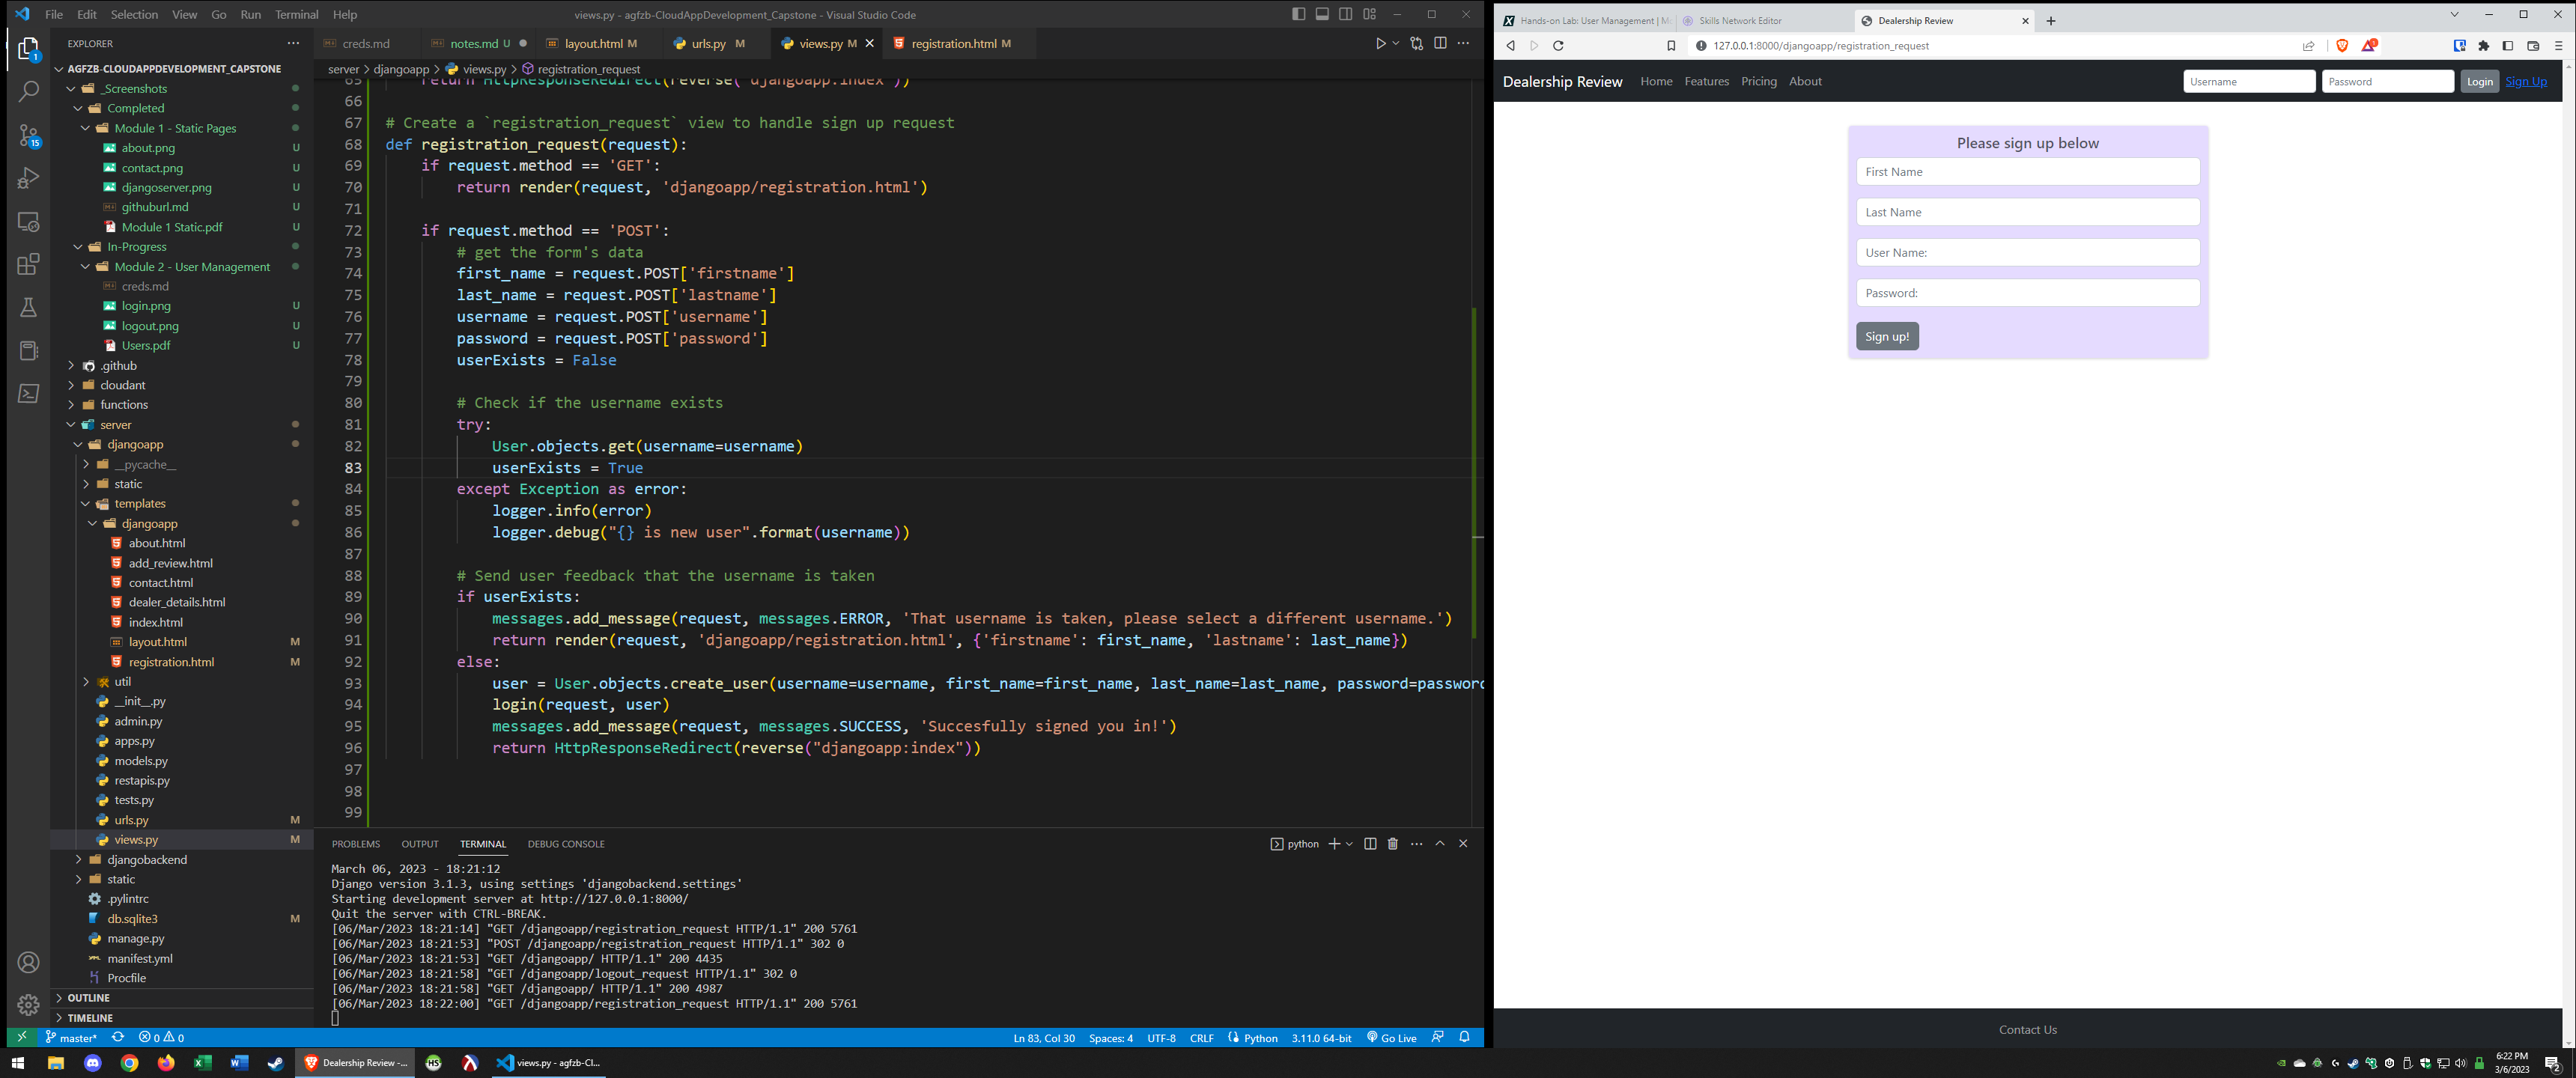 File Edit Selection View Go Run Terminal Help
views.py - agfzb-CloudAppDevelopment_Capstone - Visual Studio Code
EXPLORER
AGFZB-CLOUDAPPDEVELOPMENT_CAPSTONE
_Screenshots
Completed
Module 1 - Static Pages
about.png U
contact.png U
djangoserver.png U
githuburl.md U
Module 1 Static.pdf U
In-Progress
Module 2 - User Management
creds.md
login.png U
logout.png U
Users.pdf U
.github
cloudant
functions
server
djangoapp
__pycache__
static
templates
djangoapp
about.html
add_review.html
contact.html
dealer_details.html
index.html
layout.html M
registration.html M
util
__init__.py
admin.py
apps.py
models.py
restapis.py
tests.py
urls.py M
views.py M
djangobackend
static
.pylintrc
db.sqlite3 M
manage.py
manifest.yml
Procfile
OUTLINE
TIMELINE
creds.md notes.md U layout.html M urls.py M views.py M registration.html M
server > djangoapp > views.py > registration_request
65 return HttpResponseRedirect(reverse('djangoapp:index'))
66
67 # Create a `registration_request` view to handle sign up request
68 def registration_request(request):
69 if request.method == 'GET':
70 return render(request, 'djangoapp/registration.html')
71
72 if request.method == 'POST':
73 # get the form's data
74 first_name = request.POST['firstname']
75 last_name = request.POST['lastname']
76 username = request.POST['username']
77 password = request.POST['password']
78 userExists = False
79
80 # Check if the username exists
81 try:
82 User.objects.get(username=username)
83 userExists = True
84 except Exception as error:
85 logger.info(error)
86 logger.debug("{} is new user".format(username))
87
88 # Send user feedback that the username is taken
89 if userExists:
90 messages.add_message(request, messages.ERROR, 'That username is taken, please select a different username.')
91 return render(request, 'djangoapp/registration.html', {'firstname': first_name, 'lastname': last_name})
92 else:
93 user = User.objects.create_user(username=username, first_name=first_name, last_name=last_name, password=password
94 login(request, user)
95 messages.add_message(request, messages.SUCCESS, 'Succesfully signed you in!')
96 return HttpResponseRedirect(reverse("djangoapp:index"))
97
98
99
PROBLEMS OUTPUT TERMINAL DEBUG CONSOLE
python
March 06, 2023 - 18:21:12
Django version 3.1.3, using settings 'djangobackend.settings'
Starting development server at http://127.0.0.1:8000/
Quit the server with CTRL-BREAK.
[06/Mar/2023 18:21:14] "GET /djangoapp/registration_request HTTP/1.1" 200 5761
[06/Mar/2023 18:21:53] "POST /djangoapp/registration_request HTTP/1.1" 302 0
[06/Mar/2023 18:21:53] "GET /djangoapp/ HTTP/1.1" 200 4435
[06/Mar/2023 18:21:58] "GET /djangoapp/logout_request HTTP/1.1" 302 0
[06/Mar/2023 18:21:58] "GET /djangoapp/ HTTP/1.1" 200 4987
[06/Mar/2023 18:22:00] "GET /djangoapp/registration_request HTTP/1.1" 200 5761
1
15
master* 0 0
Ln 83, Col 30 Spaces: 4 UTF-8 CRLF Python 3.11.0 64-bit Go Live
Hands-on Lab: User Management | M
Skills Network Editor
Dealership Review
127.0.0.1:8000/djangoapp/registration_request
Dealership Review Home Features Pricing About
Username Password Login Sign Up
Please sign up below
First Name
Last Name
User Name:
Password:
Sign up!
Contact Us
Dealership Review -...
views.py - agfzb-Cl...
6:22 PM
3/6/2023
2